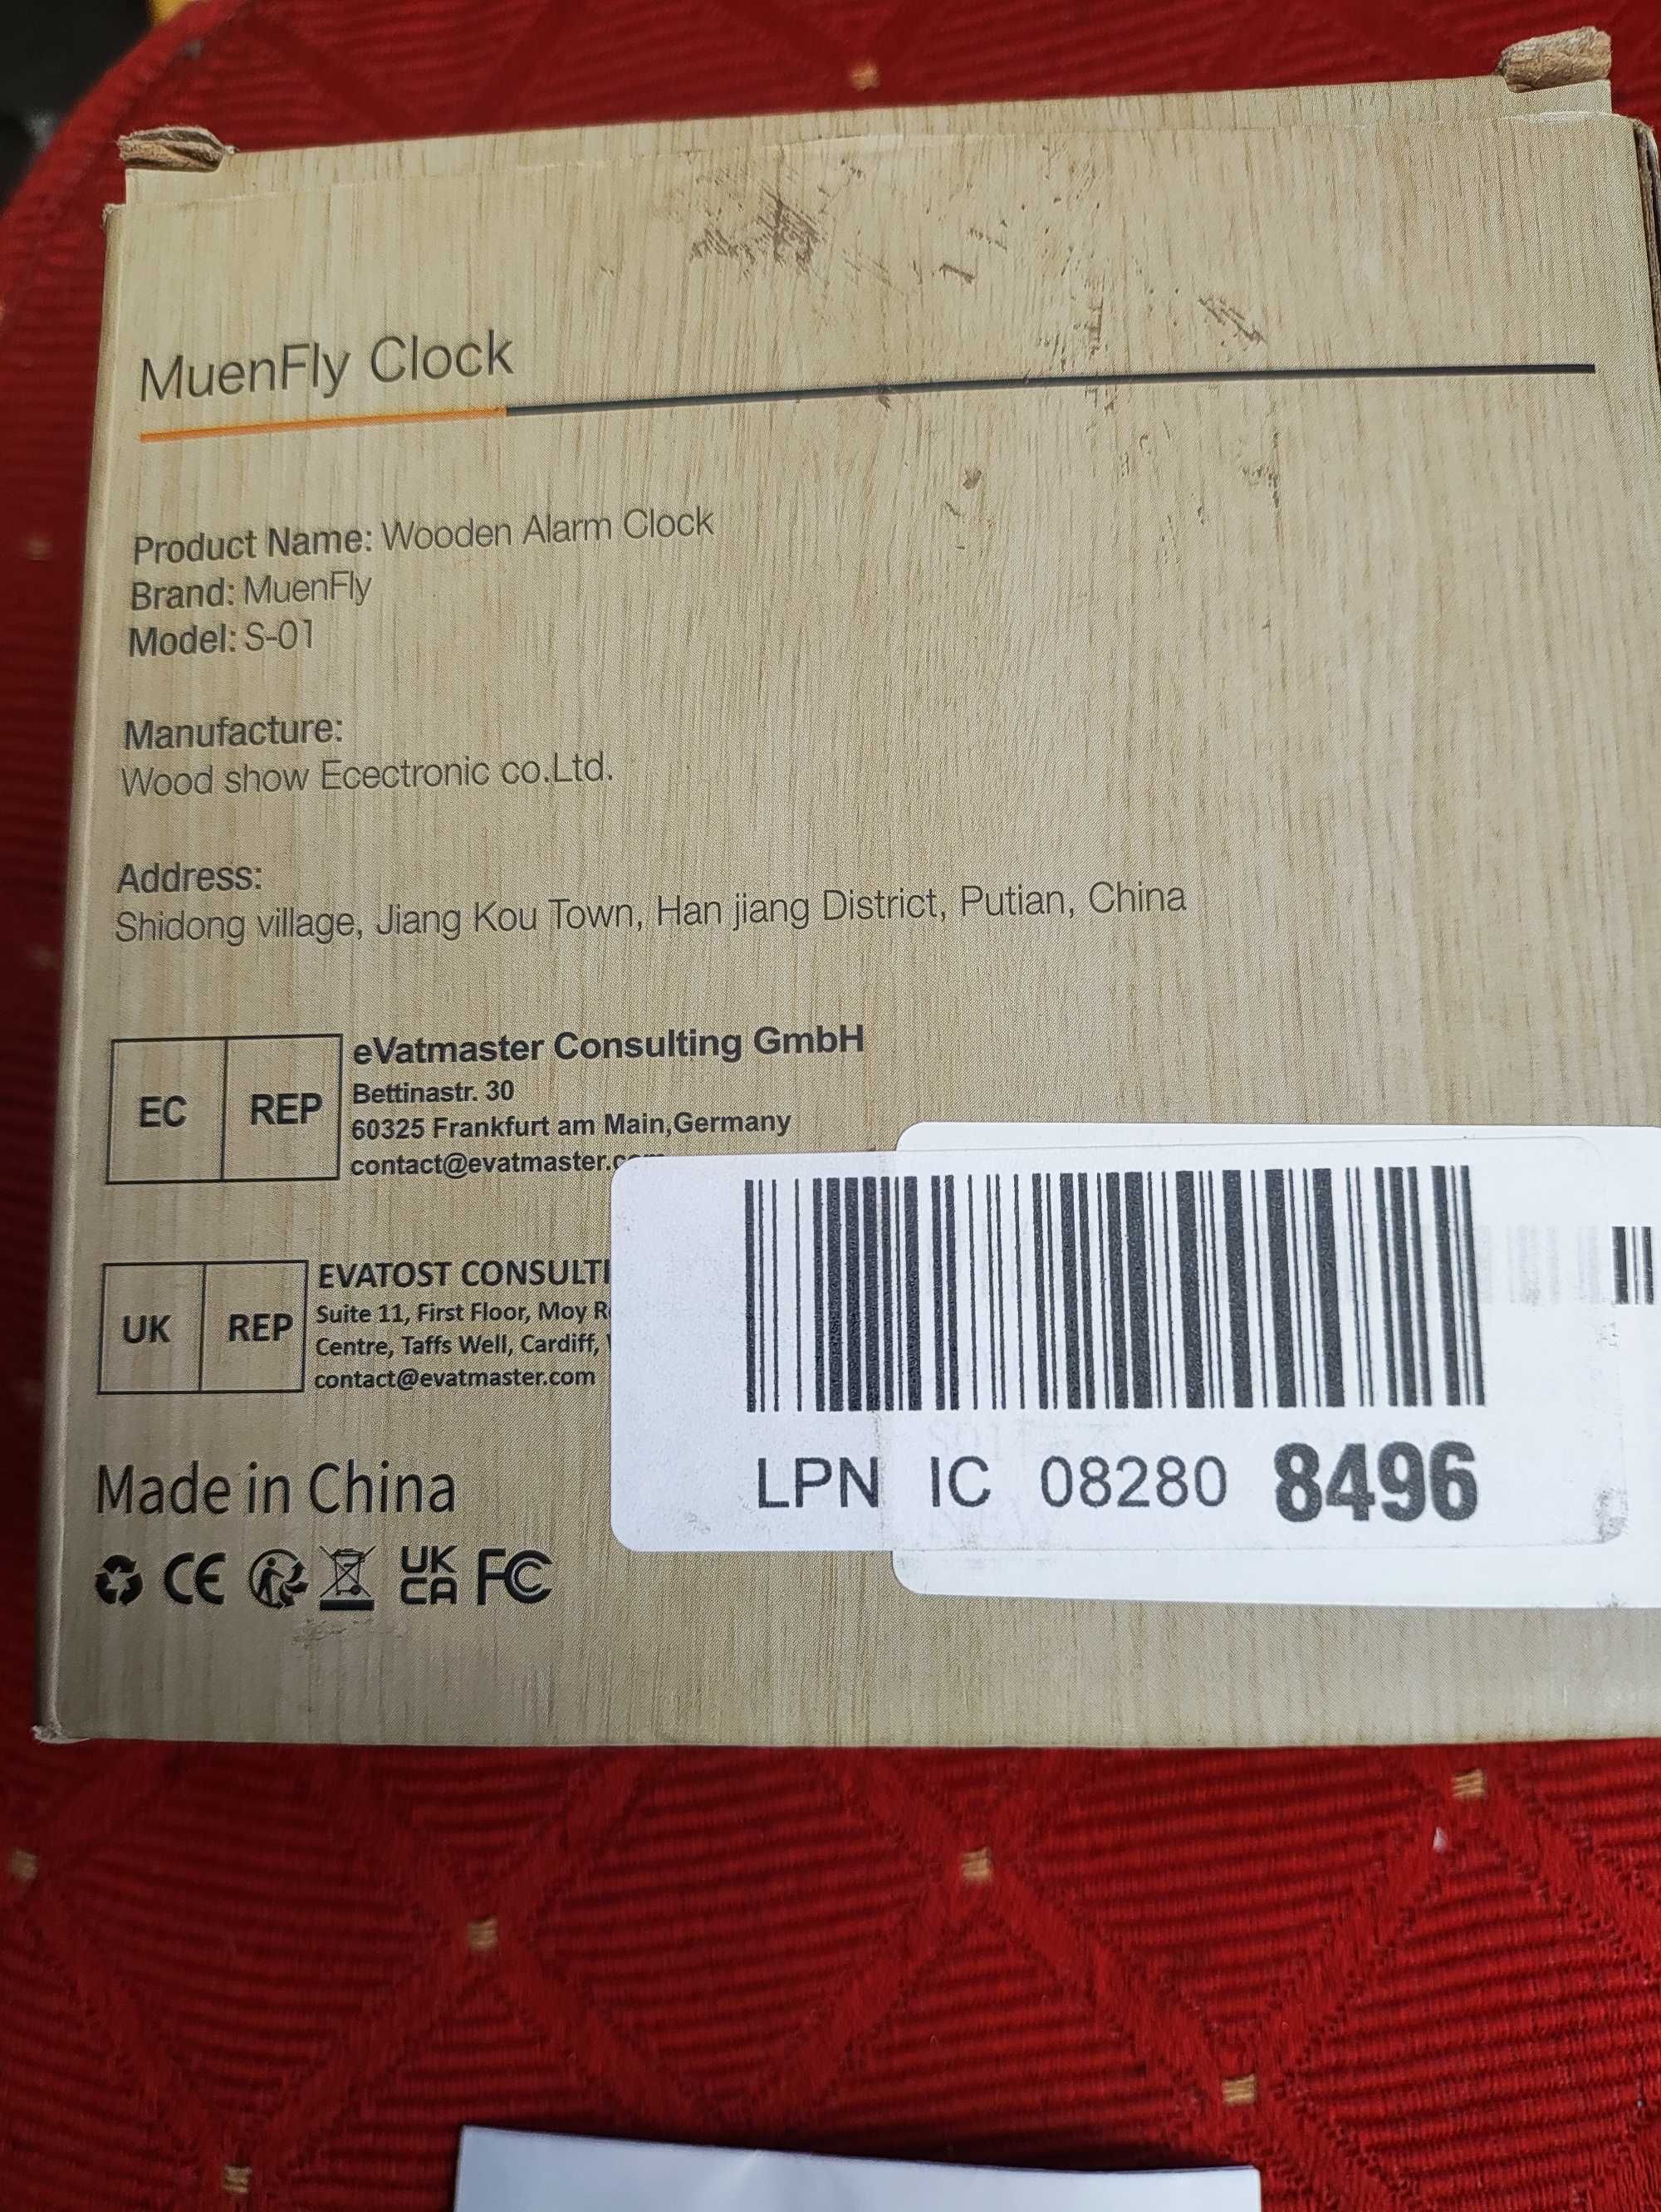 MuenFly Clock
Product Name: Wooden Alarm Clock
Brand: MuenFly
Model: S-01
Manufacture:
Wood show Ecectronic co.Ltd.
Address:
Shidong village, Jiang Kou Town, Han jiang District, Putian, China
EC REP
eVatmaster Consulting GmbH
Bettinastr. 30
60325 Frankfurt am Main,Germany
contact@evatmaster.c
UK REP
EVATOST CONSULTI
Suite 11, First Floor, Moy R
Centre, Taffs Well, Cardiff,
contact@evatmaster.com
LPN IC 08280 8496
Made in China
CE UK CA FC